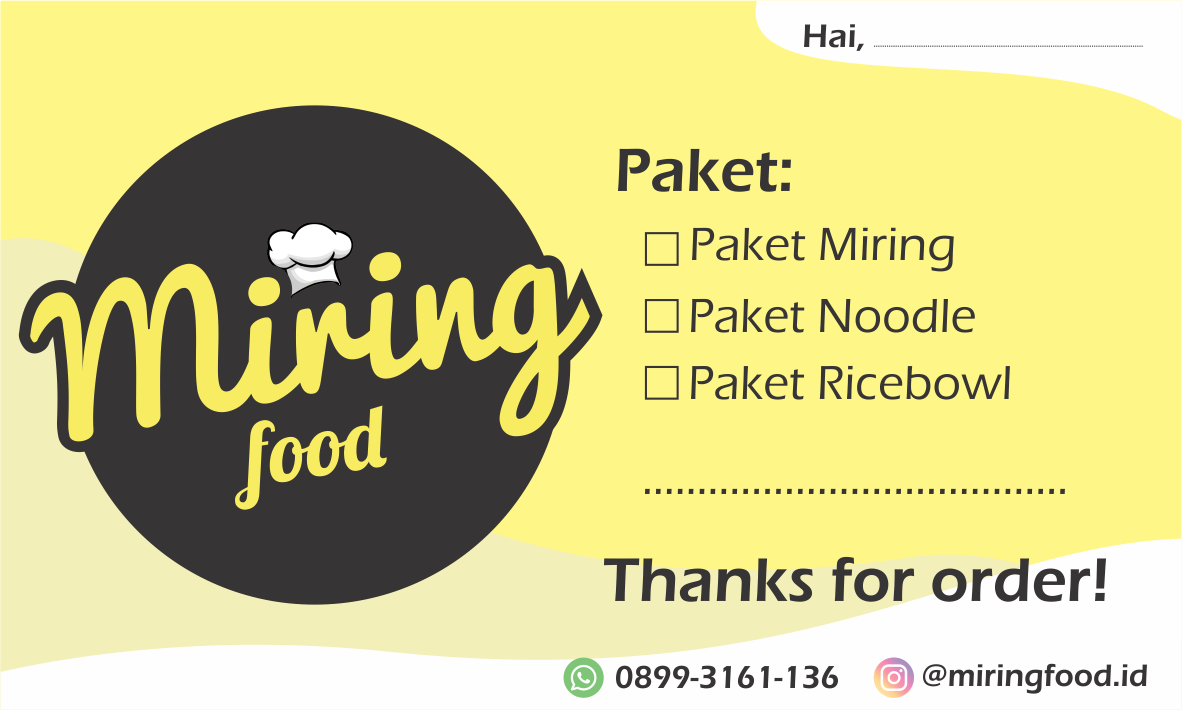 Hai, ....................
Miring
food
Paket:
Paket Miring
Paket Noodle
Paket Ricebowl
.......................................
Thanks for order!
0899-3161-136
@miringfood.id